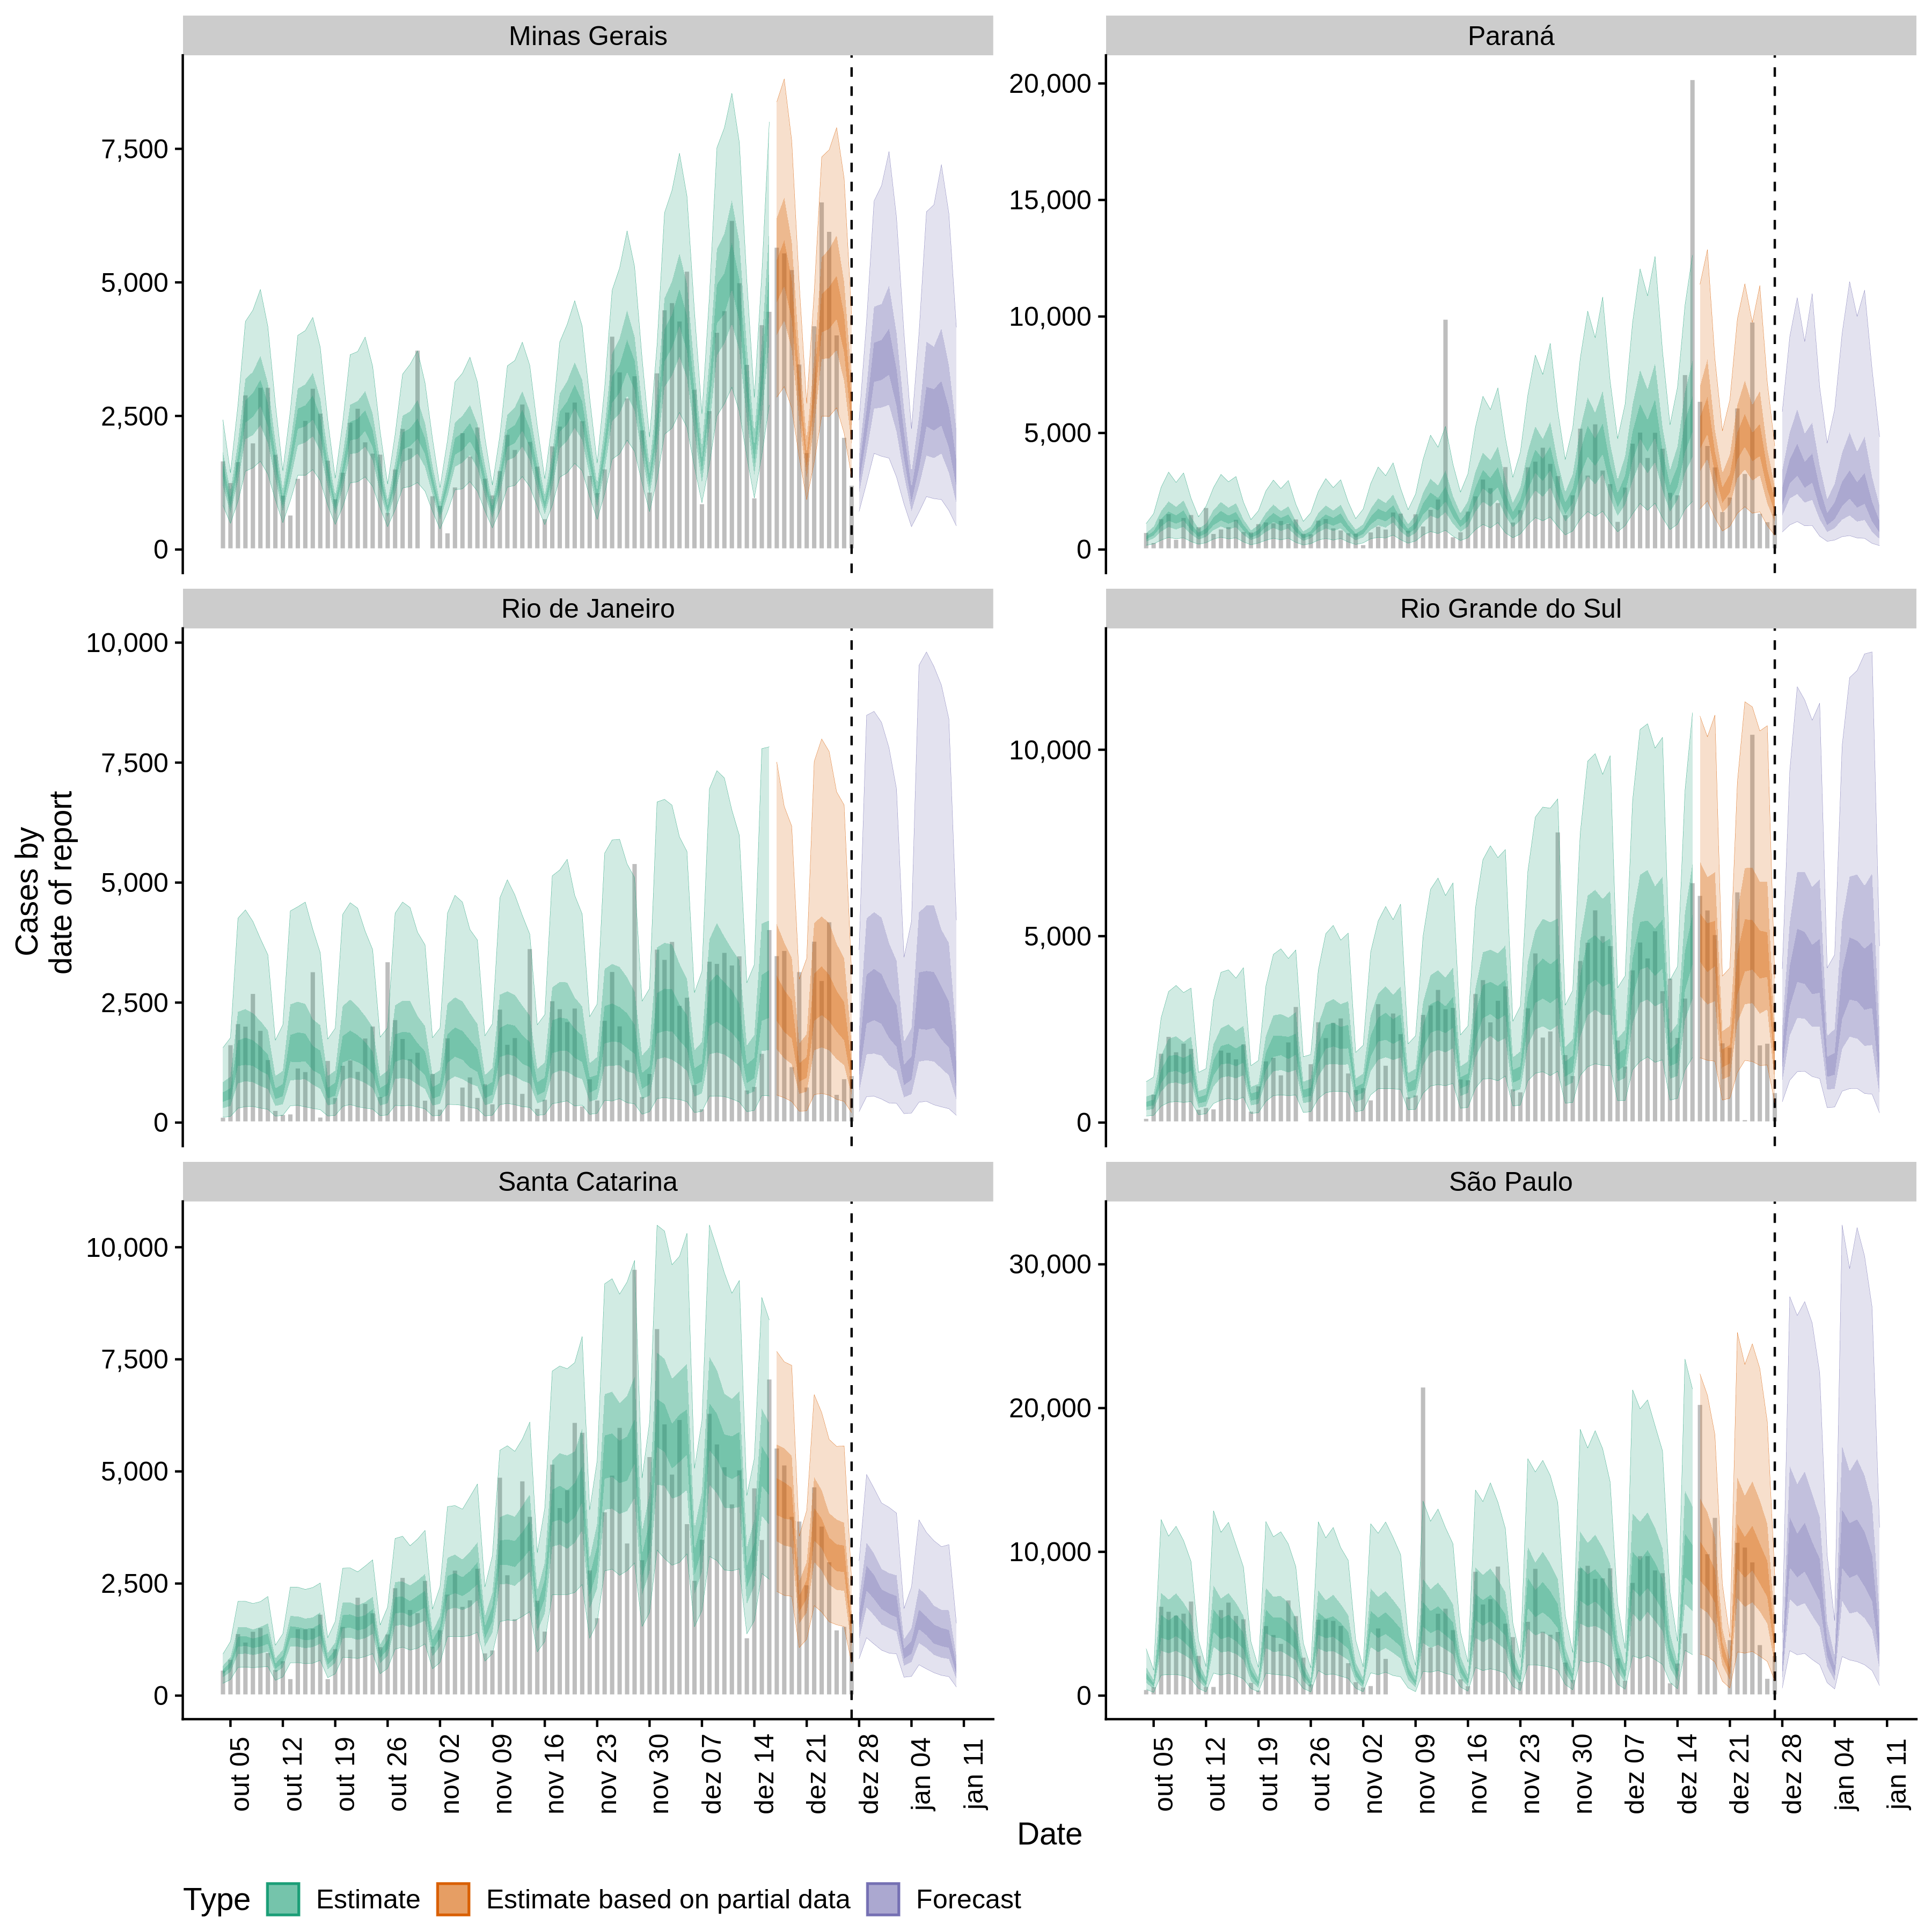 Minas Gerais
Paraná
7,500
5,000
2,500
0
20,000
15,000
10,000
5,000
0
Rio de Janeiro
Rio Grande do Sul
10,000
7,500
5,000
2,500
0
10,000
5,000
0
Cases by
date of report
Santa Catarina
São Paulo
10,000
7,500
5,000
2,500
0
30,000
20,000
10,000
0
out 05
out 12
out 19
out 26
nov 02
nov 09
nov 16
nov 23
nov 30
dez 07
dez 14
dez 21
dez 28
jan 04
jan 11
out 05
out 12
out 19
out 26
nov 02
nov 09
nov 16
nov 23
nov 30
dez 07
dez 14
dez 21
dez 28
jan 04
jan 11
Date
Type Estimate Estimate based on partial data Forecast